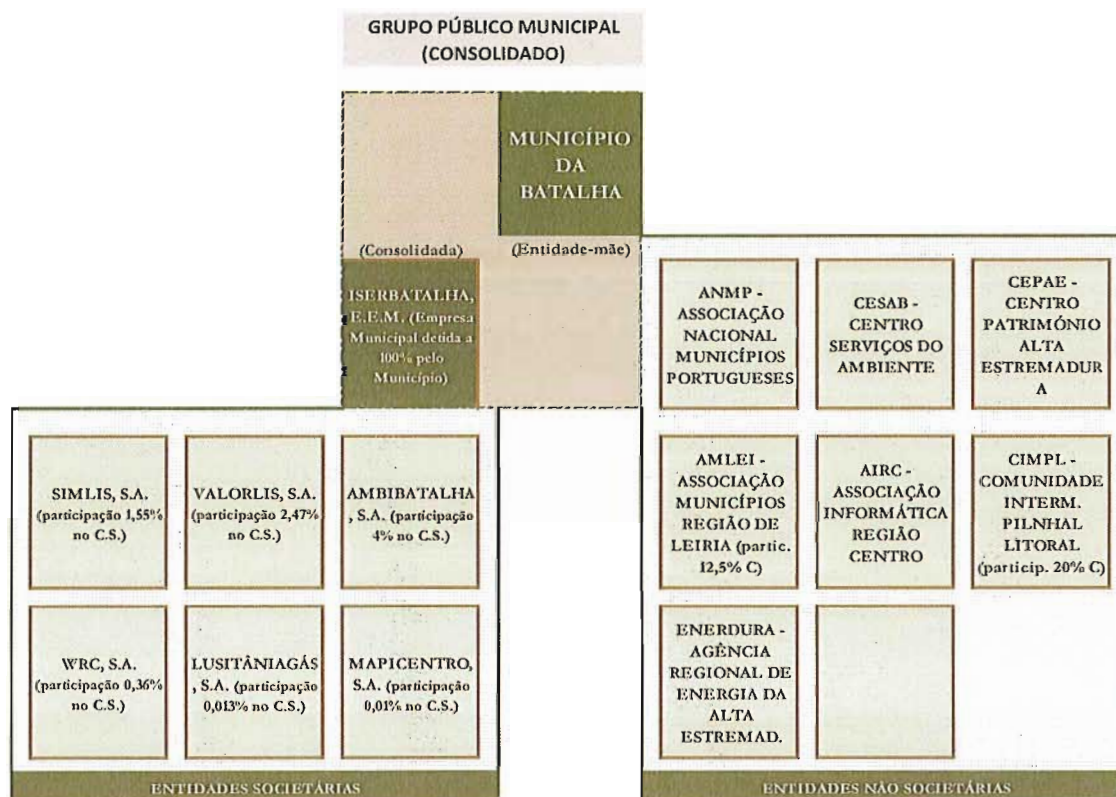 GRUPO PÚBLICO MUNICIPAL
(CONSOLIDADO)
MUNICÍPIO
DA
BATALHA
(Consolidada)
(Entidade-mãe)
ISERBATALHA,
E.E.M. (Empresa
Municipal detida a
100% pelo
Município)
ANMP -
ASSOCIAÇÃO
NACIONAL
MUNICÍPIOS
PORTUGUESES
CESAB -
CENTRO
SERVIÇOS DO
AMBIENTE
CEPAE -
CENTRO
PATRIMÓNIO
ALTA
ESTREMADUR
A
AMLEI -
ASSOCIAÇÃO
MUNICÍPIOS
REGIÃO DE
LEIRIA (partic.
12,5% C)
AIRC -
ASSOCIAÇÃO
INFORMÁTICA
REGIÃO
CENTRO
CIMPL -
COMUNIDADE
INTERM.
PILNHAL
LITORAL
(particip. 20% C)
ENERDURA -
AGÊNCIA
REGIONAL DE
ENERGIA DA
ALTA
ESTREMAD.
ENTIDADES NÃO SOCIETÁRIAS
SIMLIS, S.A.
(participação 1,55%
no C.S.)
VALORLIS, S.A.
(participação 2,47%
no C.S.)
AMBIBATALHA
, S.A. (participação
4% no C.S.)
WRC, S.A.
(participação 0,36%
no C.S.)
LUSITÂNIAGÁS
, S.A. (participação
0,013% no C.S.)
MAPICENTRO,
S.A. (participação
0,01% no C.S.)
ENTIDADES SOCIETÁRIAS